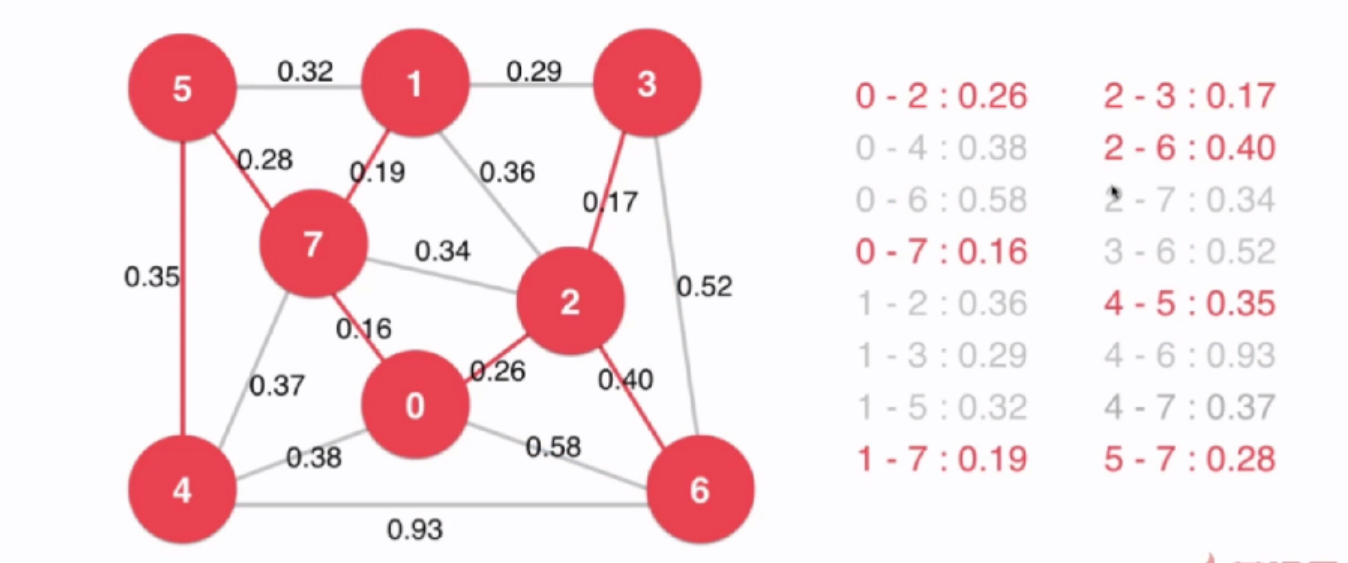 5
0.32
1
0.29
3
0.28
0.19
0.36
0.17
7
0.34
2
0.35
0.52
0.16
0.26
0.40
0.37
0
0.38
0.58
4
6
0.93
0 - 2 : 0.26
0 - 4 : 0.38
0 - 6 : 0.58
0 - 7 : 0.16
1 - 2 : 0.36
1 - 3 : 0.29
1 - 5 : 0.32
1 - 7 : 0.19
2 - 3 : 0.17
2 - 6 : 0.40
2 - 7 : 0.34
3 - 6 : 0.52
4 - 5 : 0.35
4 - 6 : 0.93
4 - 7 : 0.37
5 - 7 : 0.28